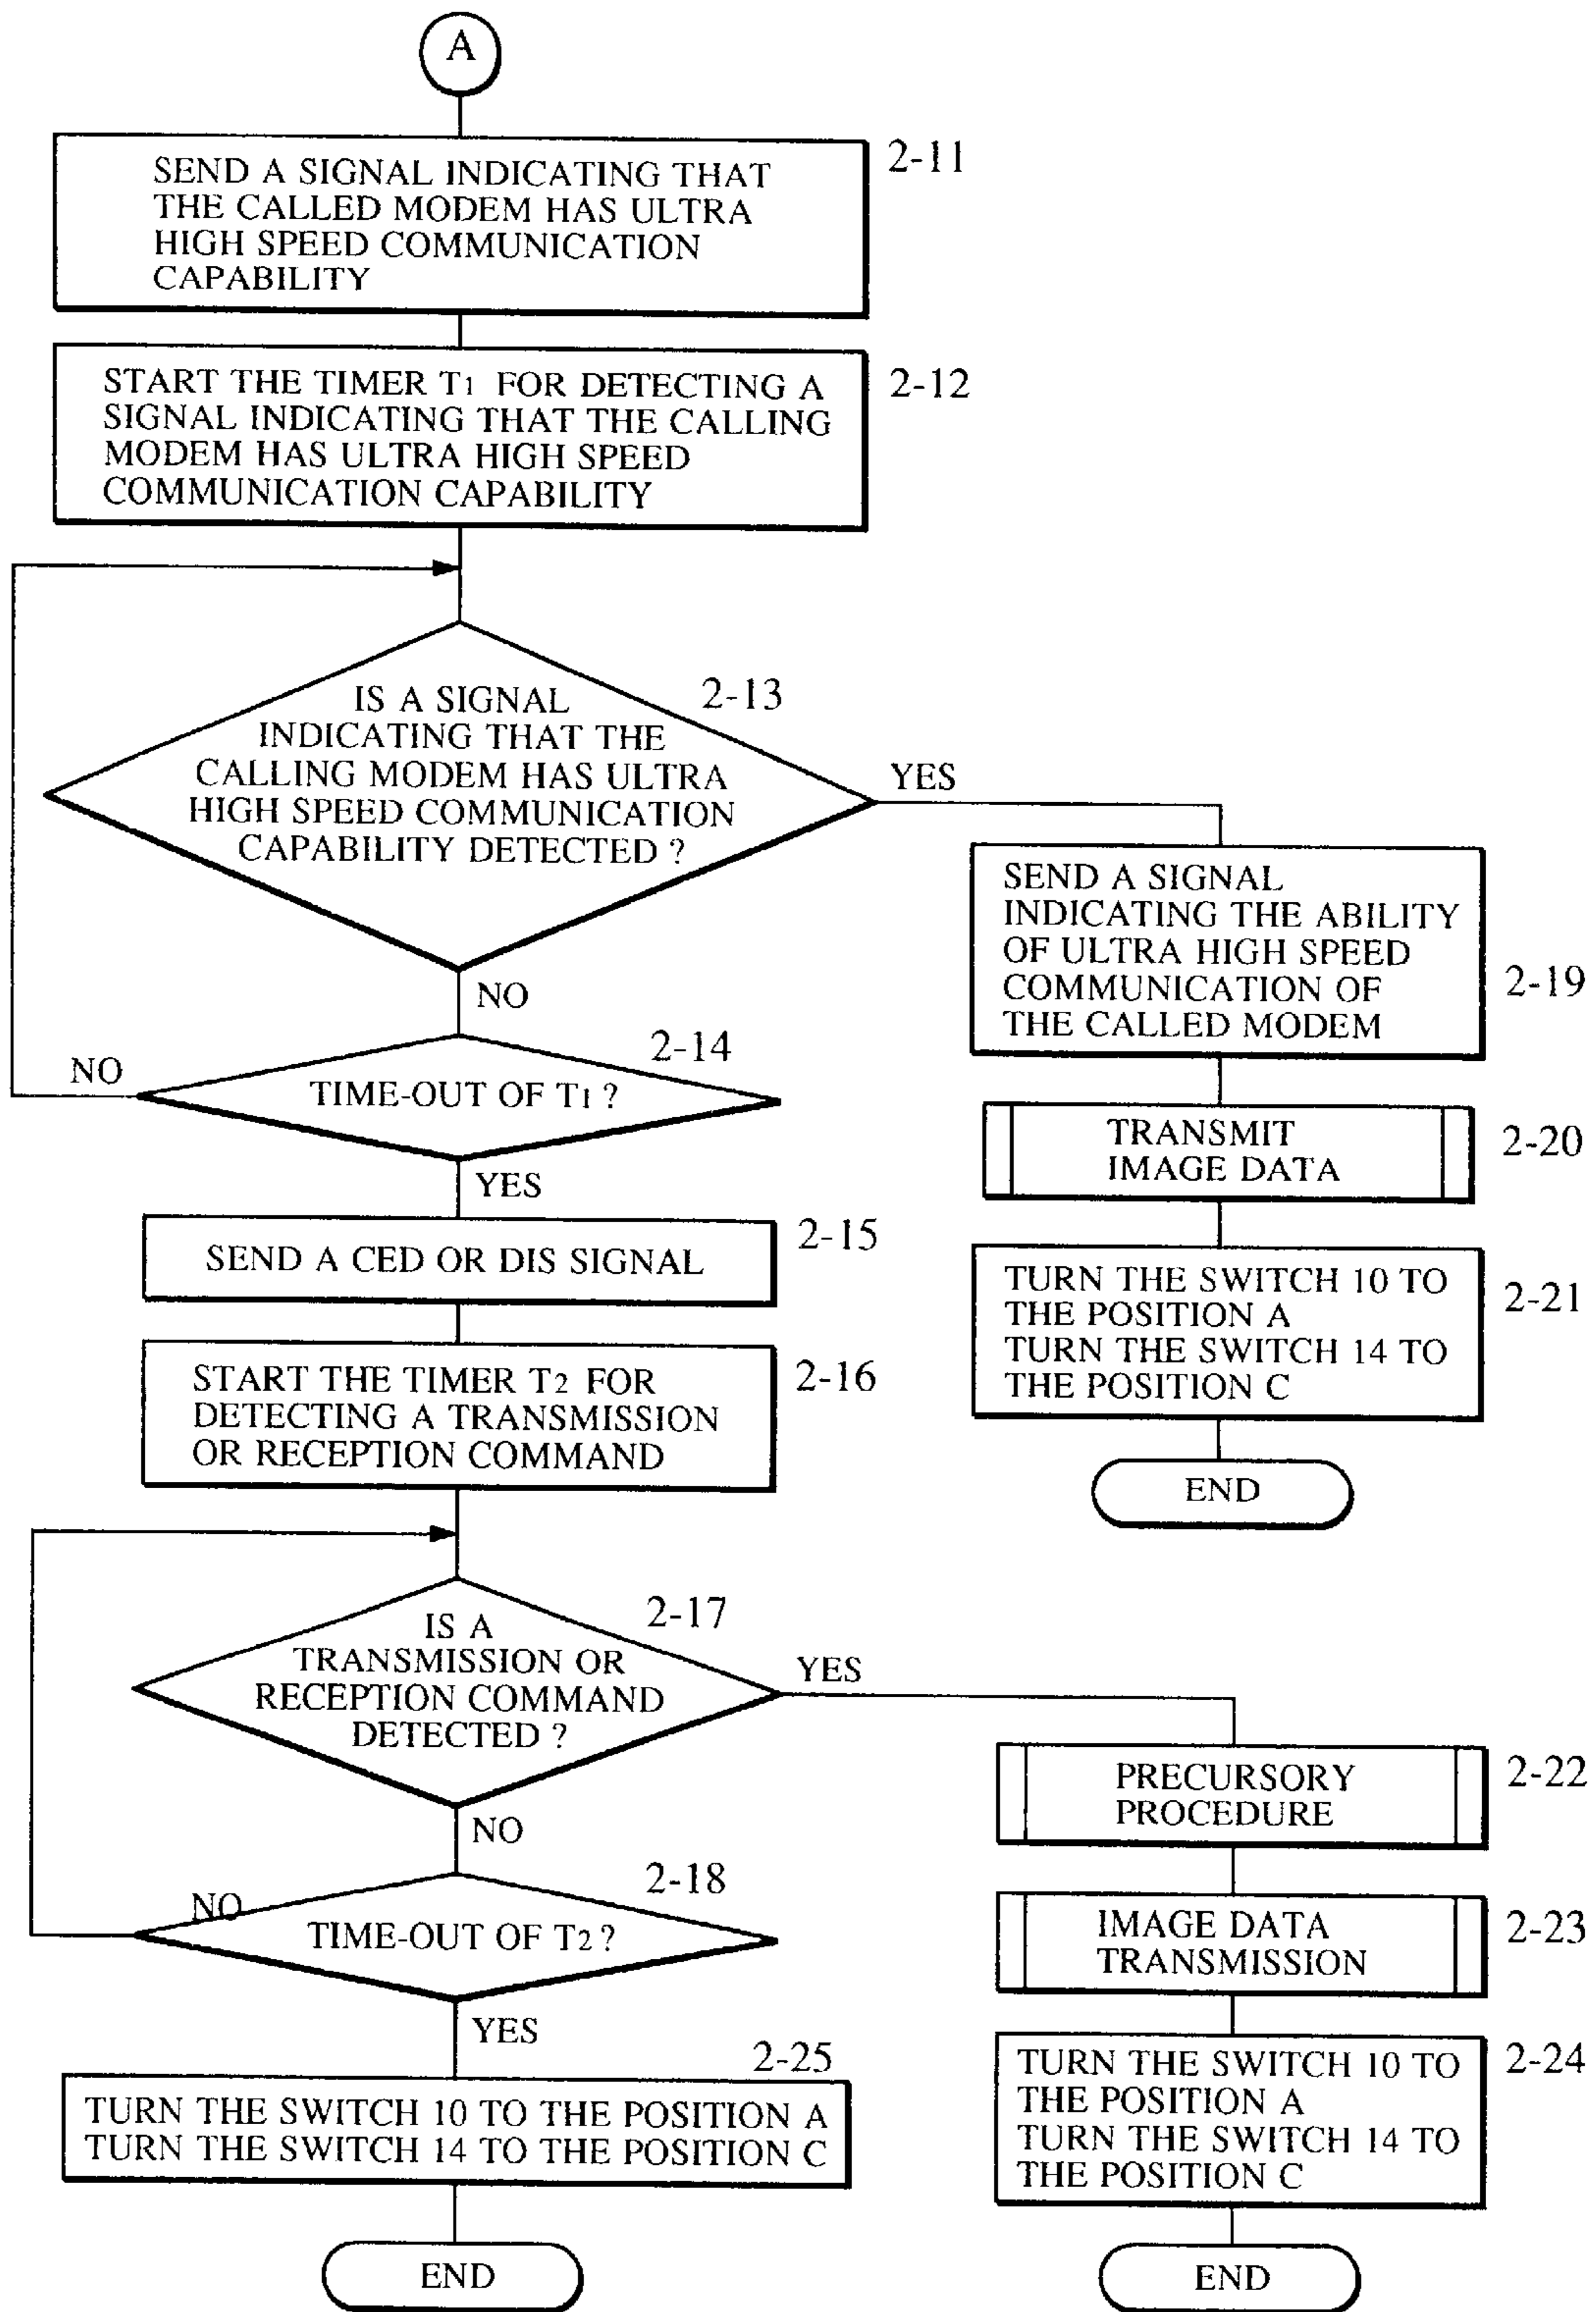 A
SEND A SIGNAL INDICATING THAT
THE CALLED MODEM HAS ULTRA
HIGH SPEED COMMUNICATION
CAPABILITY
2-11
START THE TIMER T1 FOR DETECTING A
SIGNAL INDICATING THAT THE CALLING
MODEM HAS ULTRA HIGH SPEED
COMMUNICATION CAPABILITY
2-12
IS A SIGNAL
INDICATING THAT THE
CALLING MODEM HAS ULTRA
HIGH SPEED COMMUNICATION
CAPABILITY DETECTED ?
2-13
YES
NO
TIME-OUT OF T1 ?
2-14
NO
YES
SEND A CED OR DIS SIGNAL
2-15
START THE TIMER T2 FOR
DETECTING A TRANSMISSION
OR RECEPTION COMMAND
2-16
IS A
TRANSMISSION OR
RECEPTION COMMAND
DETECTED ?
2-17
YES
NO
TIME-OUT OF T2 ?
2-18
NO
YES
2-25
TURN THE SWITCH 10 TO THE POSITION A
TURN THE SWITCH 14 TO THE POSITION C
END
SEND A SIGNAL
INDICATING THE ABILITY
OF ULTRA HIGH SPEED
COMMUNICATION OF
THE CALLED MODEM
2-19
TRANSMIT
IMAGE DATA
2-20
TURN THE SWITCH 10 TO
THE POSITION A
TURN THE SWITCH 14 TO
THE POSITION C
2-21
END
PRECURSORY
PROCEDURE
2-22
IMAGE DATA
TRANSMISSION
2-23
TURN THE SWITCH 10 TO
THE POSITION A
TURN THE SWITCH 14 TO
THE POSITION C
2-24
END